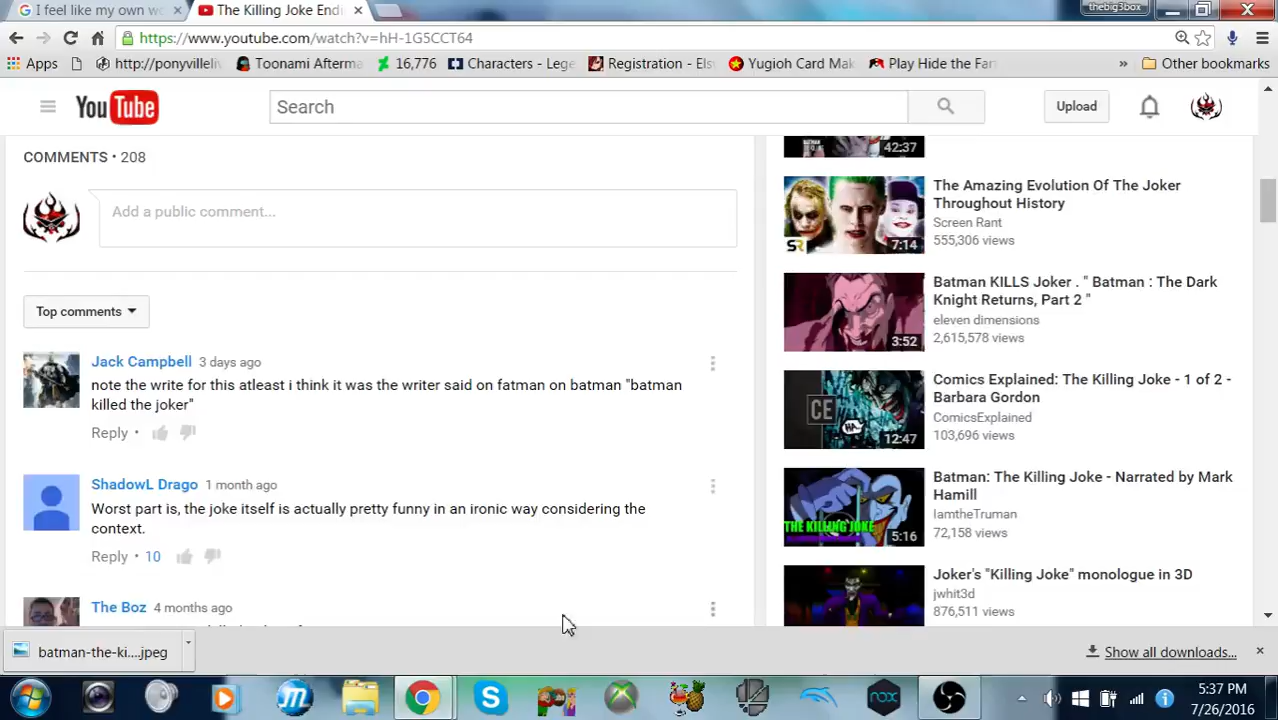 I feel like my own wo
The Killing Joke Endi
thebig3box
https://www.youtube.com/watch?v=hH-1G5CCT64
Apps
http://ponyvilleliv
Toonami Afterma
16,776
Characters - Lege
Registration - Els
Yugioh Card Mak
Play Hide the Fan
»
Other bookmarks
YouTube
Search
Upload
COMMENTS • 208
Add a public comment...
Top comments
Jack Campbell 3 days ago
note the write for this atleast i think it was the writer said on fatman on batman "batman
killed the joker"
Reply •
ShadowL Drago 1 month ago
Worst part is, the joke itself is actually pretty funny in an ironic way considering the
context.
Reply • 10
The Boz 4 months ago
42:37
The Amazing Evolution Of The Joker
Throughout History
Screen Rant
555,306 views
SR
7:14
Batman KILLS Joker . " Batman : The Dark
Knight Returns, Part 2 "
eleven dimensions
2,615,578 views
3:52
Comics Explained: The Killing Joke - 1 of 2 -
Barbara Gordon
ComicsExplained
103,696 views
CE
HA.
12:47
Batman: The Killing Joke - Narrated by Mark
Hamill
IamtheTruman
72,158 views
THE KILLING JOKE
5:16
Joker's "Killing Joke" monologue in 3D
jwhit3d
876,511 views
batman-the-ki....jpeg
Show all downloads...
nox
5:37 PM
7/26/2016